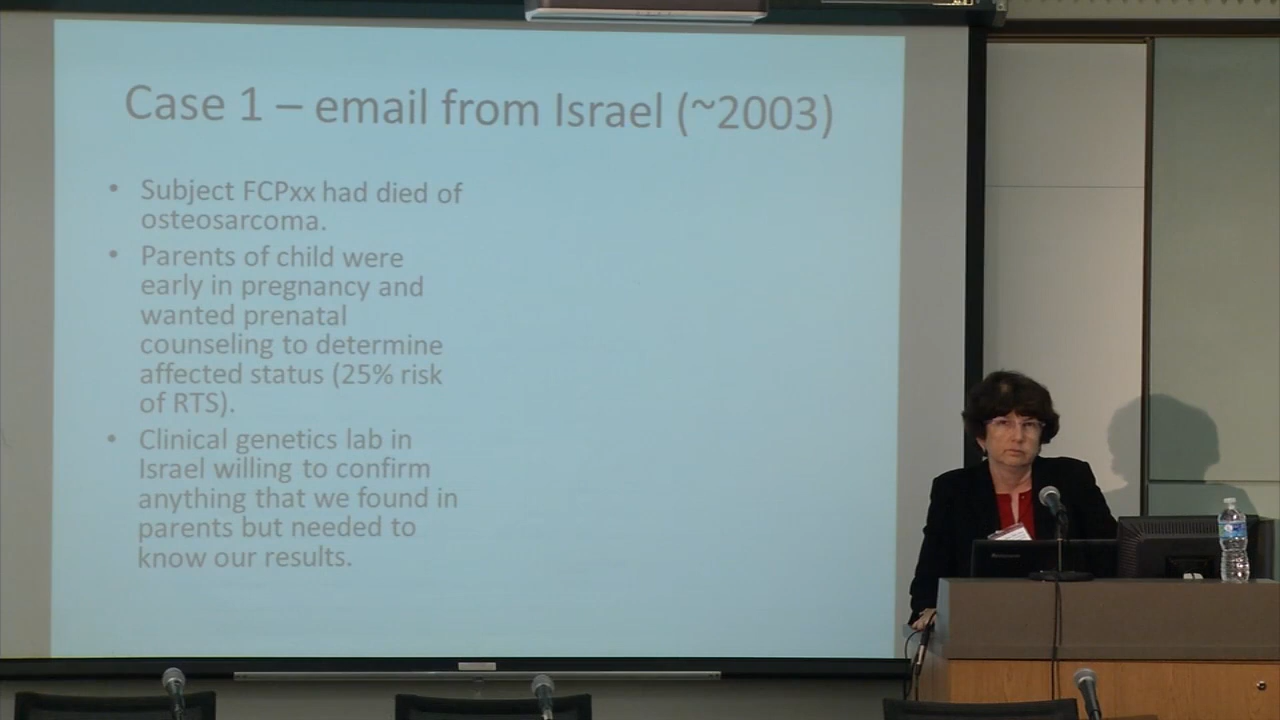 Case 1 – email from Israel (~2003)
• Subject FCPxx had died of
osteosarcoma.
• Parents of child were
early in pregnancy and
wanted prenatal
counseling to determine
affected status (25% risk
of RTS).
• Clinical genetics lab in
Israel willing to confirm
anything that we found in
parents but needed to
know our results.